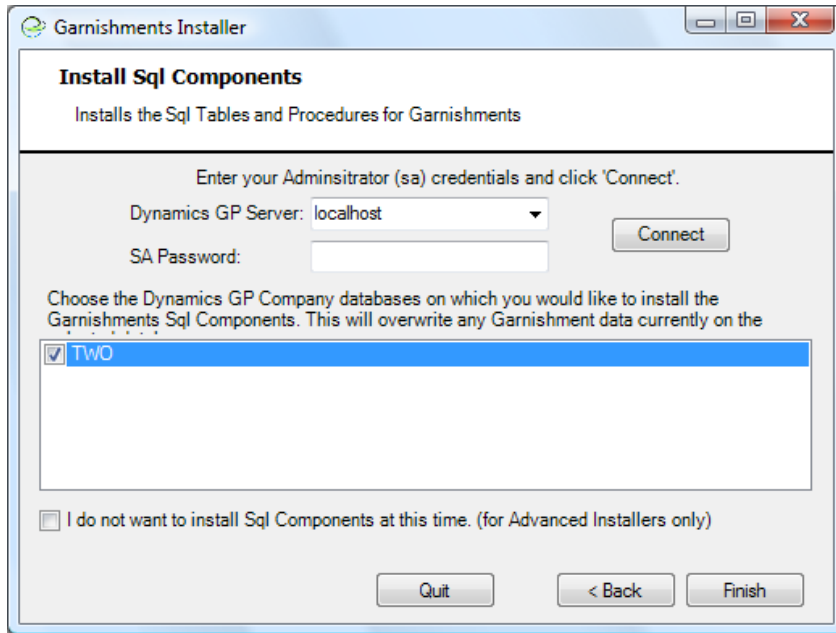 Garnishments Installer
Install Sql Components
Installs the Sql Tables and Procedures for Garnishments
Enter your Adminsitrator (sa) credentials and click 'Connect'.
Dynamics GP Server: localhost
Connect
SA Password:
Choose the Dynamics GP Company databases on which you would like to install the
Garnishments Sql Components. This will overwrite any Garnishment data currently on the
TWO
I do not want to install Sql Components at this time. (for Advanced Installers only)
Quit < Back Finish